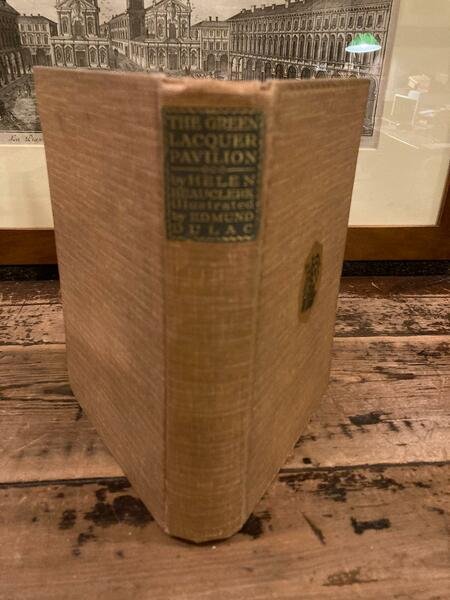 THE GREEN
LACQUER
PAVILION
by HELEN
BEAUCLERK
Illustrated
by EDMUND
DULAC